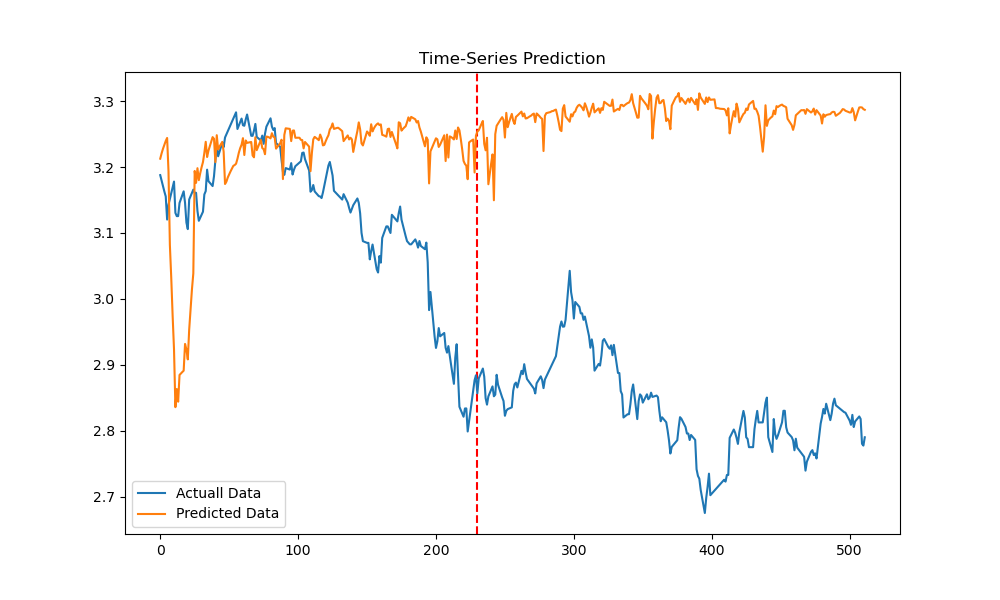 Time-Series Prediction
3.3
3.2
3.1
3.0
2.9
2.8
2.7
Actuall Data
Predicted Data
0 100 200 300 400 500